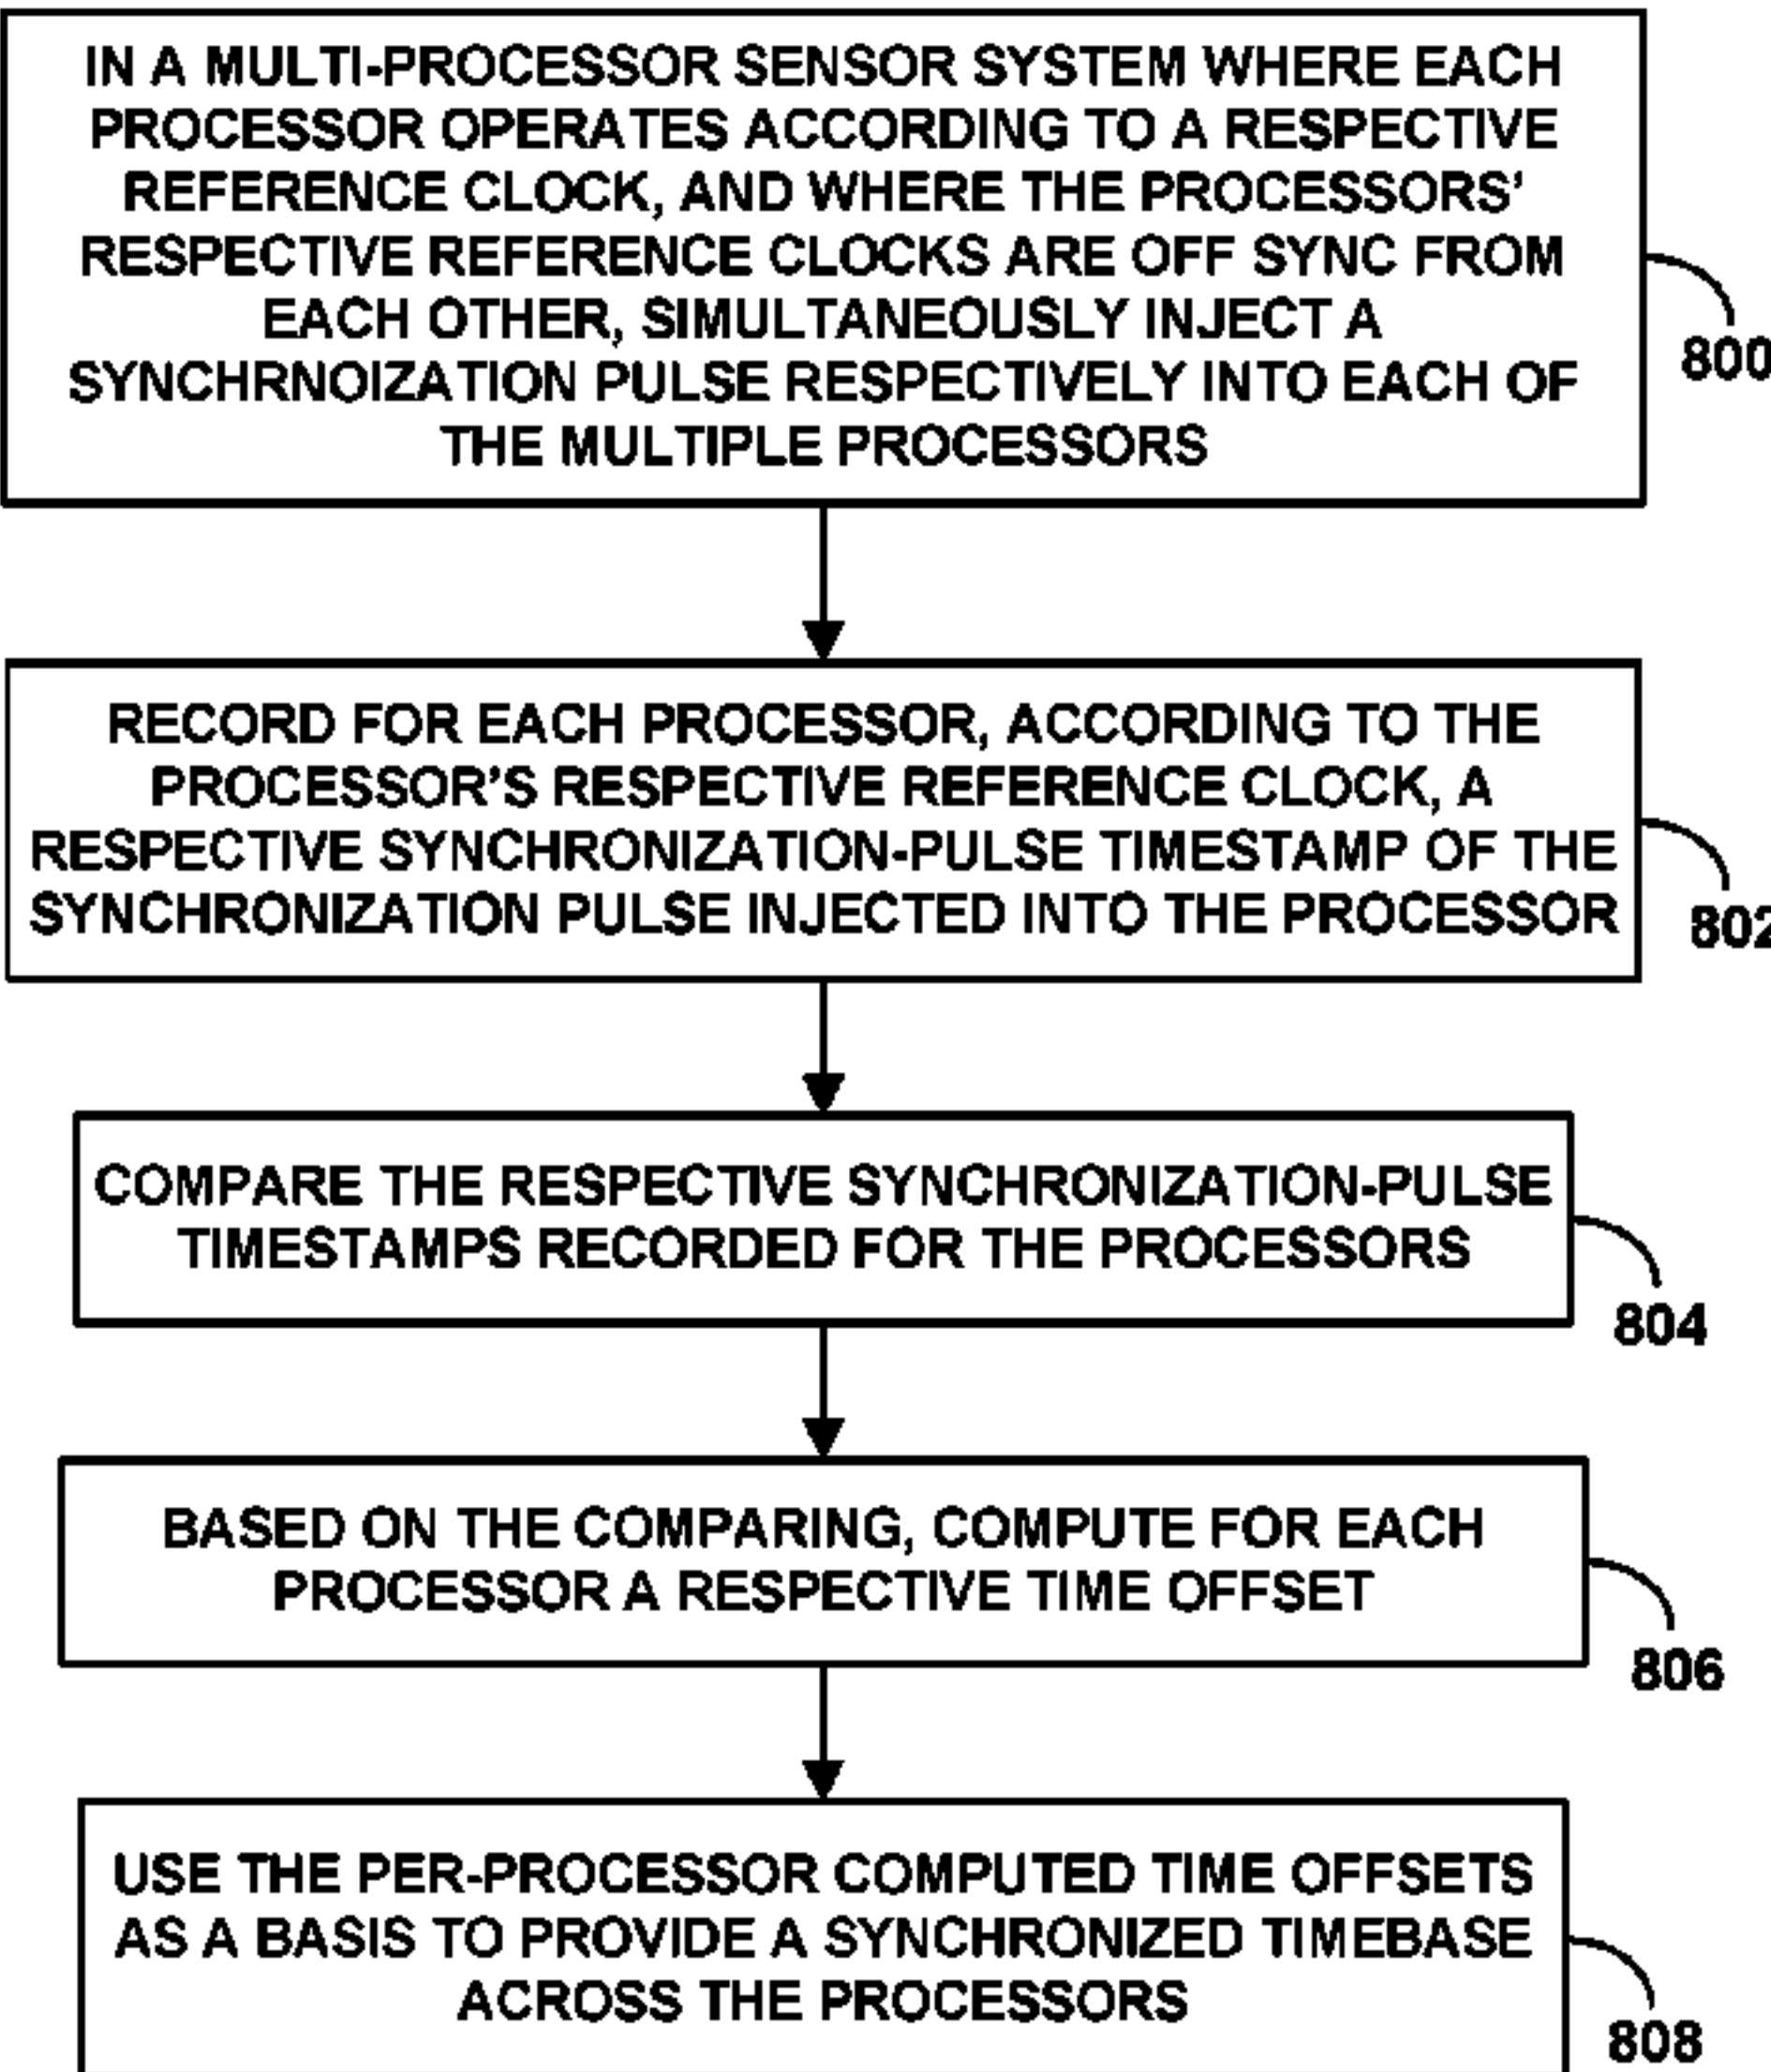 IN A MULTI-PROCESSOR SENSOR SYSTEM WHERE EACH
PROCESSOR OPERATES ACCORDING TO A RESPECTIVE
REFERENCE CLOCK, AND WHERE THE PROCESSORS'
RESPECTIVE REFERENCE CLOCKS ARE OFF SYNC FROM
EACH OTHER, SIMULTANEOUSLY INJECT A
SYNCHRNOIZATION PULSE RESPECTIVELY INTO EACH OF
THE MULTIPLE PROCESSORS
800
RECORD FOR EACH PROCESSOR, ACCORDING TO THE
PROCESSOR'S RESPECTIVE REFERENCE CLOCK, A
RESPECTIVE SYNCHRONIZATION-PULSE TIMESTAMP OF THE
SYNCHRONIZATION PULSE INJECTED INTO THE PROCESSOR
802
COMPARE THE RESPECTIVE SYNCHRONIZATION-PULSE
TIMESTAMPS RECORDED FOR THE PROCESSORS
804
BASED ON THE COMPARING, COMPUTE FOR EACH
PROCESSOR A RESPECTIVE TIME OFFSET
806
USE THE PER-PROCESSOR COMPUTED TIME OFFSETS
AS A BASIS TO PROVIDE A SYNCHRONIZED TIMEBASE
ACROSS THE PROCESSORS
808